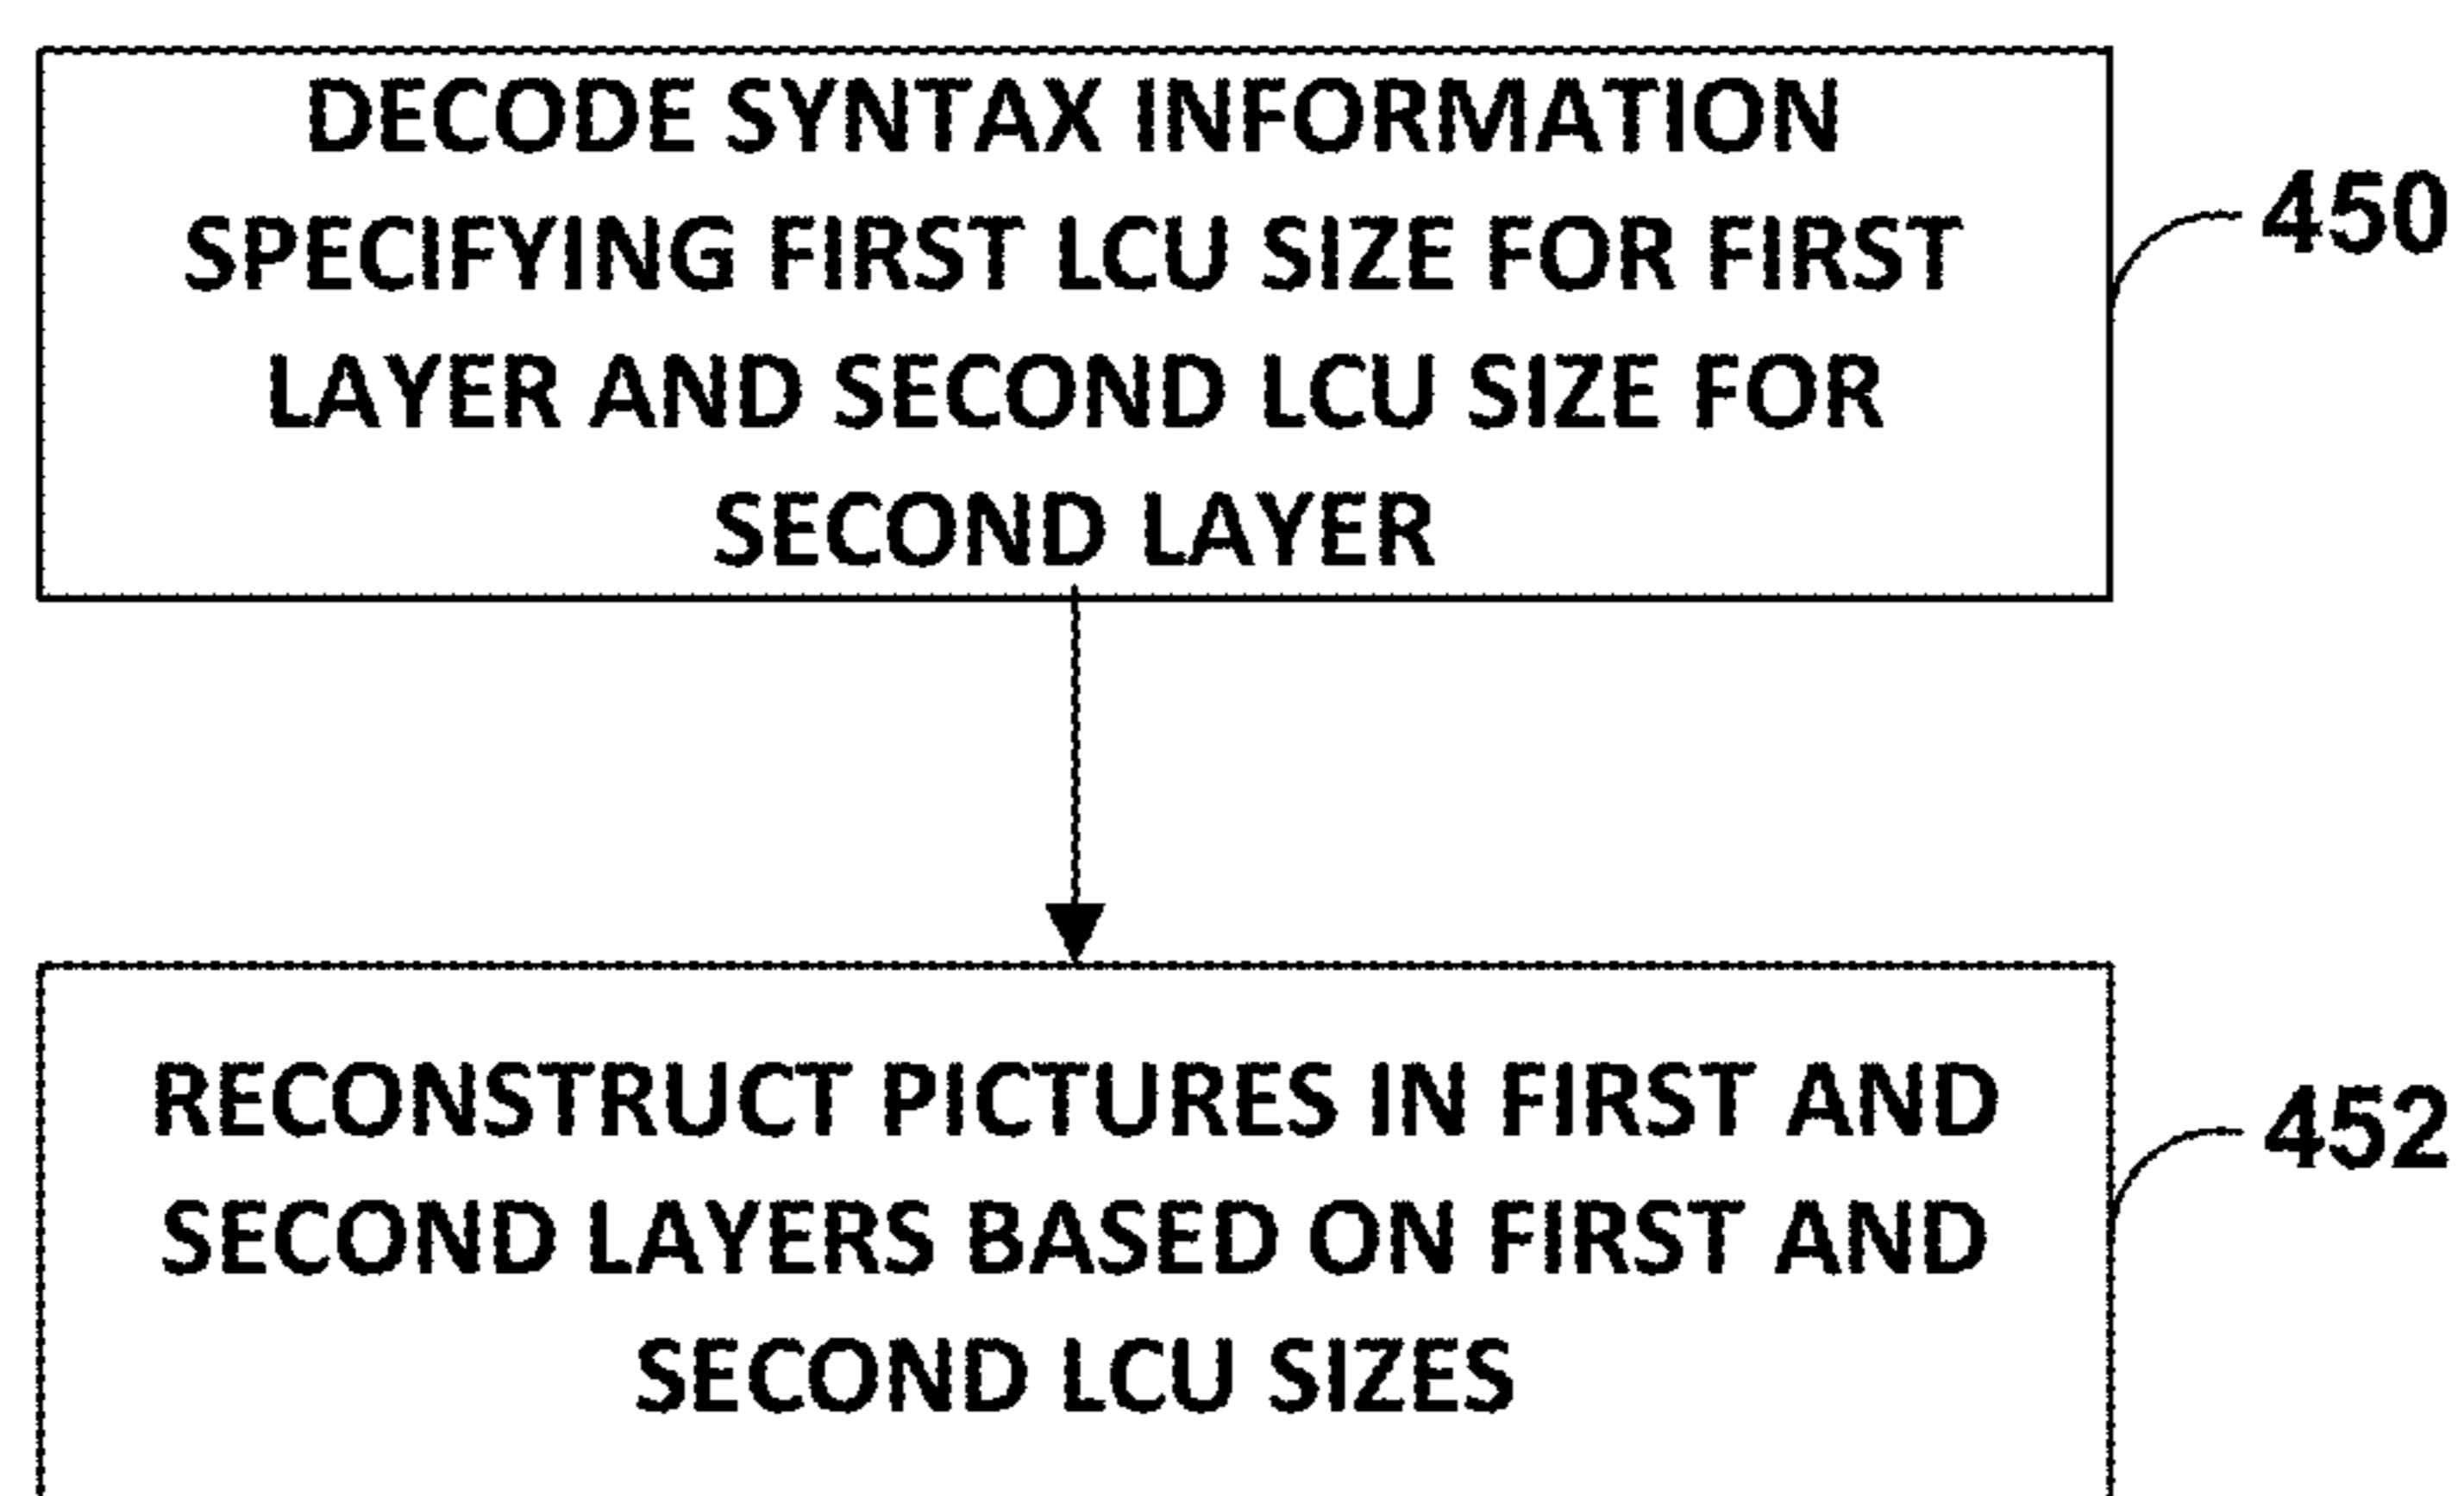 DECODE SYNTAX INFORMATION
SPECIFYING FIRST LCU SIZE FOR FIRST
LAYER AND SECOND LCU SIZE FOR
SECOND LAYER
450
RECONSTRUCT PICTURES IN FIRST AND
SECOND LAYERS BASED ON FIRST AND
SECOND LCU SIZES
452